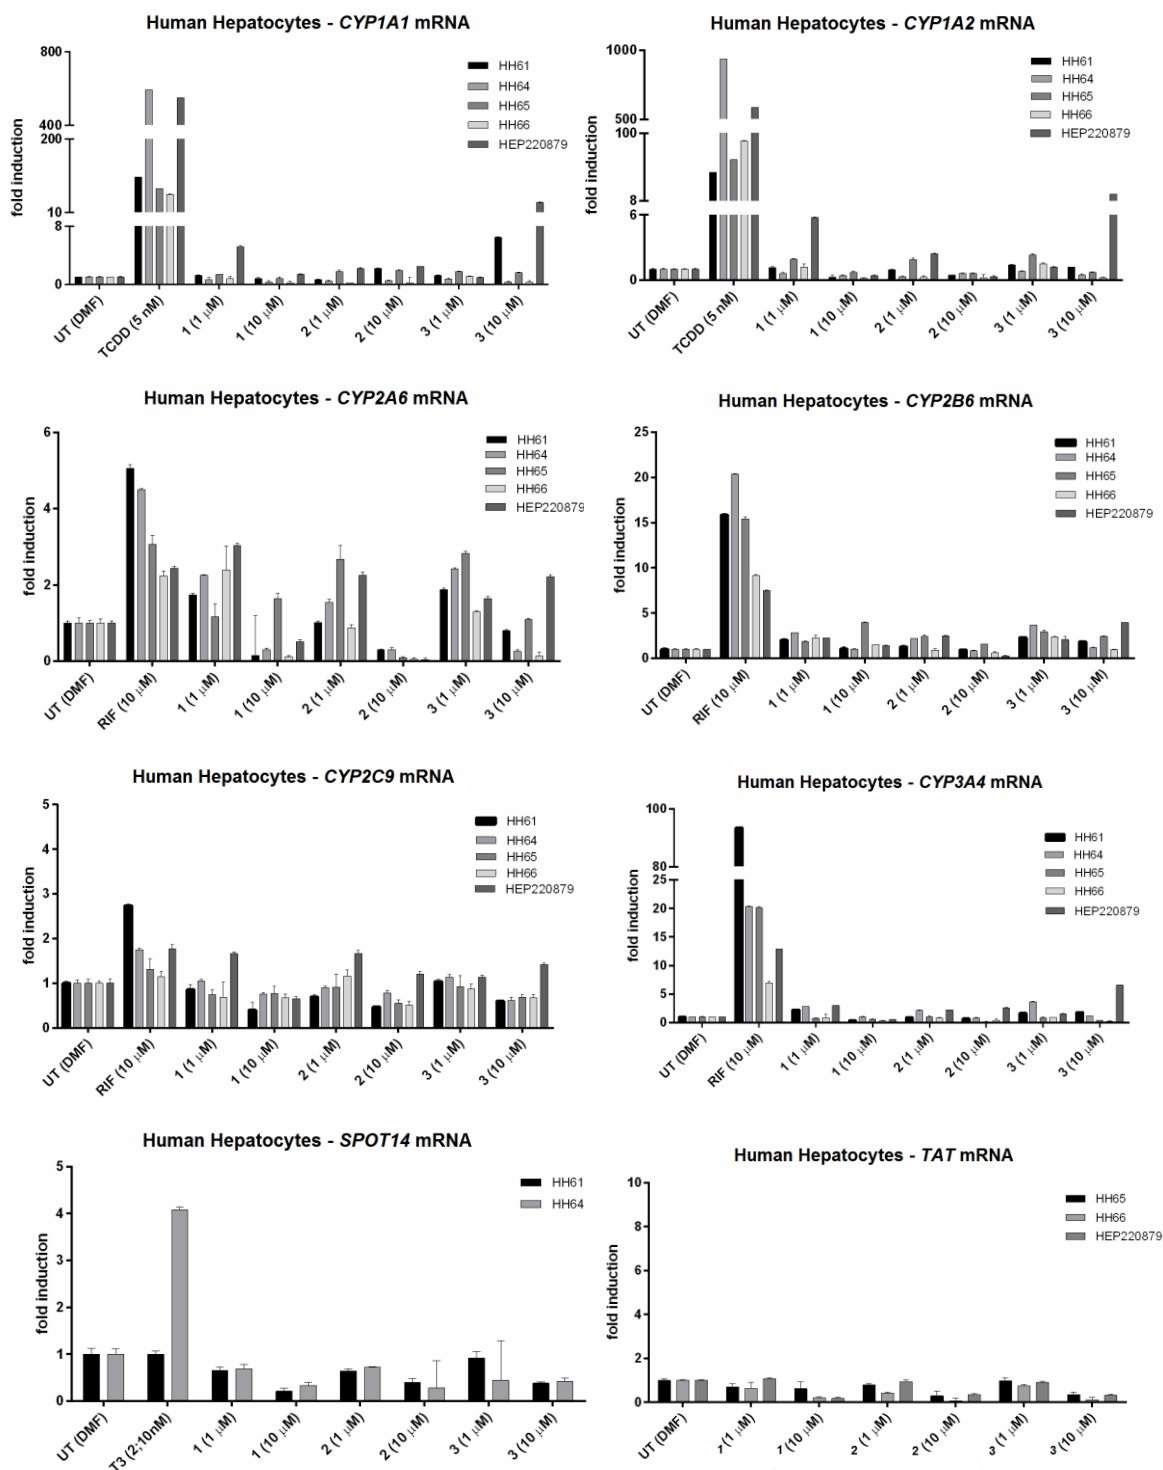 Human Hepatocytes - CYP1A1 mRNA
fold induction
800
400
200
10
8
0
HH61
HH64
HH65
HH66
HEP220879
UT (DMF)
TCDD (5 nM)
1 (1 μM)
1 (10 μM)
2 (1 μM)
2 (10 μM)
3 (1 μM)
3 (10 μM)
Human Hepatocytes - CYP1A2 mRNA
fold induction
1000
500
100
8
6
0
HH61
HH64
HH65
HH66
HEP220879
UT (DMF)
TCDD (5 nM)
1 (1 μM)
1 (10 μM)
2 (1 μM)
2 (10 μM)
3 (1 μM)
3 (10 μM)
Human Hepatocytes - CYP2A6 mRNA
fold induction
6
4
2
0
HH61
HH64
HH65
HH66
HEP220879
UT (DMF)
RIF (10 μM)
1 (1 μM)
1 (10 μM)
2 (1 μM)
2 (10 μM)
3 (1 μM)
3 (10 μM)
Human Hepatocytes - CYP2B6 mRNA
fold induction
25
20
15
10
5
0
HH61
HH64
HH65
HH66
HEP220879
UT (DMF)
RIF (10 μM)
1 (1 μM)
1 (10 μM)
2 (1 μM)
2 (10 μM)
3 (1 μM)
3 (10 μM)
Human Hepatocytes - CYP2C9 mRNA
fold induction
5
4
3
2
1
0
HH61
HH64
HH65
HH66
HEP220879
UT (DMF)
RIF (10 μM)
1 (1 μM)
1 (10 μM)
2 (1 μM)
2 (10 μM)
3 (1 μM)
3 (10 μM)
Human Hepatocytes - CYP3A4 mRNA
fold induction
100
80
25
20
15
10
5
0
HH61
HH64
HH65
HH66
HEP220879
UT (DMF)
RIF (10 μM)
1 (1 μM)
1 (10 μM)
2 (1 μM)
2 (10 μM)
3 (1 μM)
3 (10 μM)
Human Hepatocytes - SPOT14 mRNA
fold induction
5
4
3
2
1
0
HH61
HH64
UT (DMF)
T3 (2;10nM)
1 (1 μM)
1 (10 μM)
2 (1 μM)
2 (10 μM)
3 (1 μM)
3 (10 μM)
Human Hepatocytes - TAT mRNA
fold induction
10
8
6
4
2
0
HH65
HH66
HEP220879
UT (DMF)
1 (1 μM)
1 (10 μM)
2 (1 μM)
2 (10 μM)
3 (1 μM)
3 (10 μM)